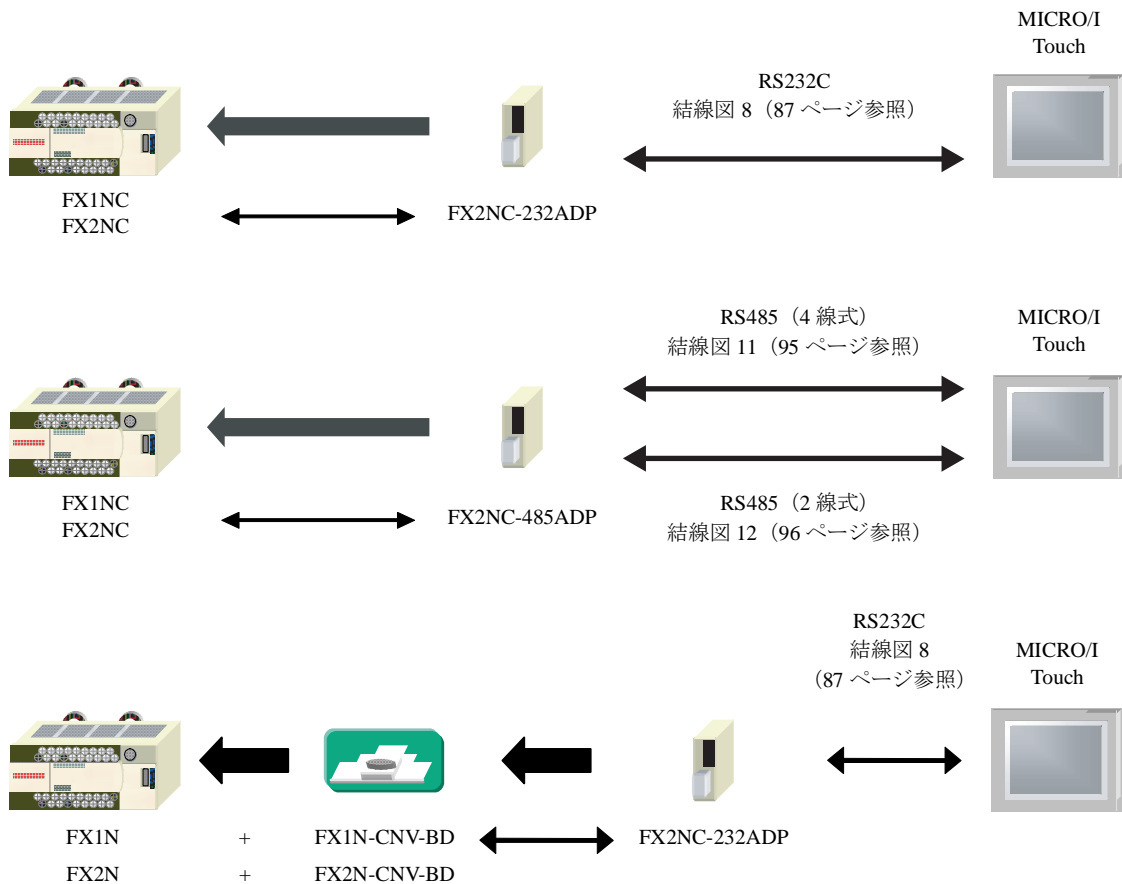 MICRO/I
Touch
RS232C
結線図 8（87 ページ参照）
FX1NC
FX2NC
FX2NC-232ADP
RS485（4 線式）
結線図 11（95 ページ参照）
MICRO/I
Touch
FX1NC
FX2NC
FX2NC-485ADP
RS485（2 線式）
結線図 12（96 ページ参照）
RS232C
結線図 8
（87 ページ参照）
MICRO/I
Touch
FX1N + FX1N-CNV-BD FX2NC-232ADP
FX2N + FX2N-CNV-BD